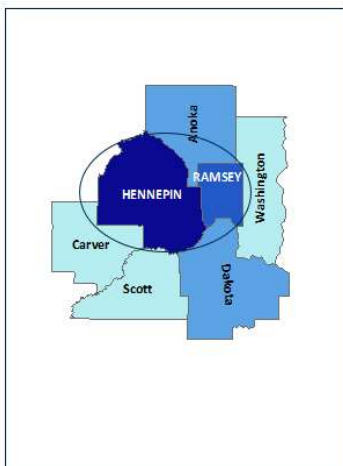 Anoka
RAMSEY
Washington
HENNEPIN
Carver
Dakota
Scott